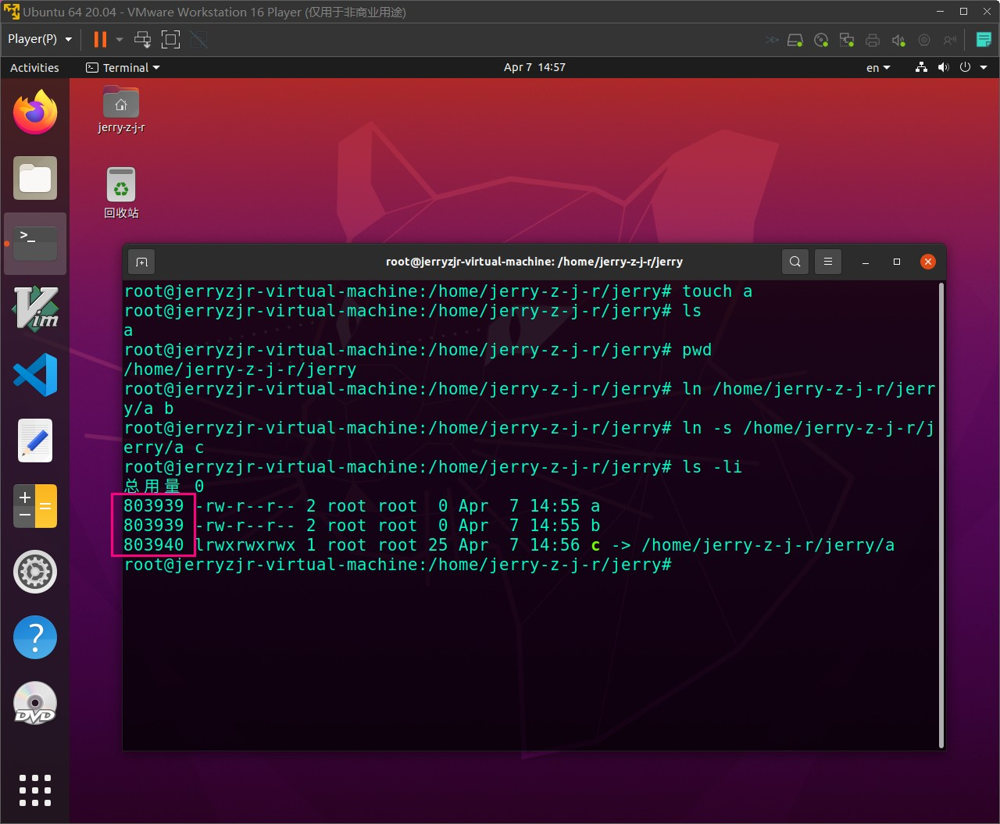 Ubuntu 64 20.04 - VMware Workstation 16 Player (仅用于非商业用途)
Player(P)
Activities
Terminal
Apr 7 14:57
en
jerry-z-j-r
回收站
root@jerryzjr-virtual-machine: /home/jerry-z-j-r/jerry
root@jerryzjr-virtual-machine:/home/jerry-z-j-r/jerry# touch a
root@jerryzjr-virtual-machine:/home/jerry-z-j-r/jerry# ls
a
root@jerryzjr-virtual-machine:/home/jerry-z-j-r/jerry# pwd
/home/jerry-z-j-r/jerry
root@jerryzjr-virtual-machine:/home/jerry-z-j-r/jerry# ln /home/jerry-z-j-r/jerr
y/a b
root@jerryzjr-virtual-machine:/home/jerry-z-j-r/jerry# ln -s /home/jerry-z-j-r/j
erry/a c
root@jerryzjr-virtual-machine:/home/jerry-z-j-r/jerry# ls -li
总用量 0
803939 -rw-r--r-- 2 root root  0 Apr  7 14:55 a
803939 -rw-r--r-- 2 root root  0 Apr  7 14:55 b
803940 lrwxrwxrwx 1 root root 25 Apr  7 14:56 c -> /home/jerry-z-j-r/jerry/a
root@jerryzjr-virtual-machine:/home/jerry-z-j-r/jerry#
Vim
DVD